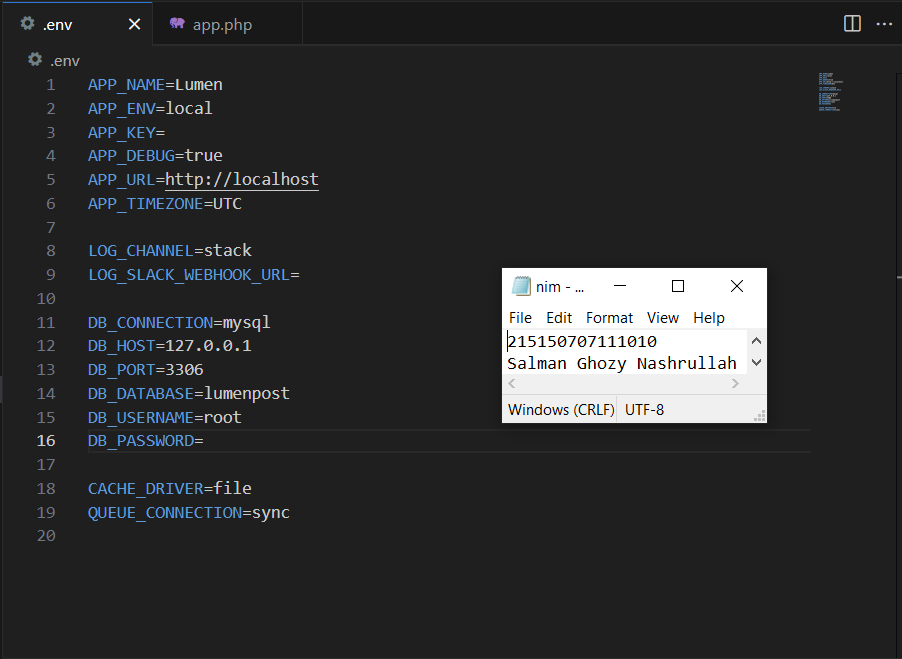 .env
app.php
.env
1 APP_NAME=Lumen
2 APP_ENV=local
3 APP_KEY=
4 APP_DEBUG=true
5 APP_URL=http://localhost
6 APP_TIMEZONE=UTC
7
8 LOG_CHANNEL=stack
9 LOG_SLACK_WEBHOOK_URL=
10
11 DB_CONNECTION=mysql
12 DB_HOST=127.0.0.1
13 DB_PORT=3306
14 DB_DATABASE=lumenpost
15 DB_USERNAME=root
16 DB_PASSWORD=
17
18 CACHE_DRIVER=file
19 QUEUE_CONNECTION=sync
20
nim - ...
File Edit Format View Help
215150707111010
Salman Ghozy Nashrullah
Windows (CRLF) UTF-8